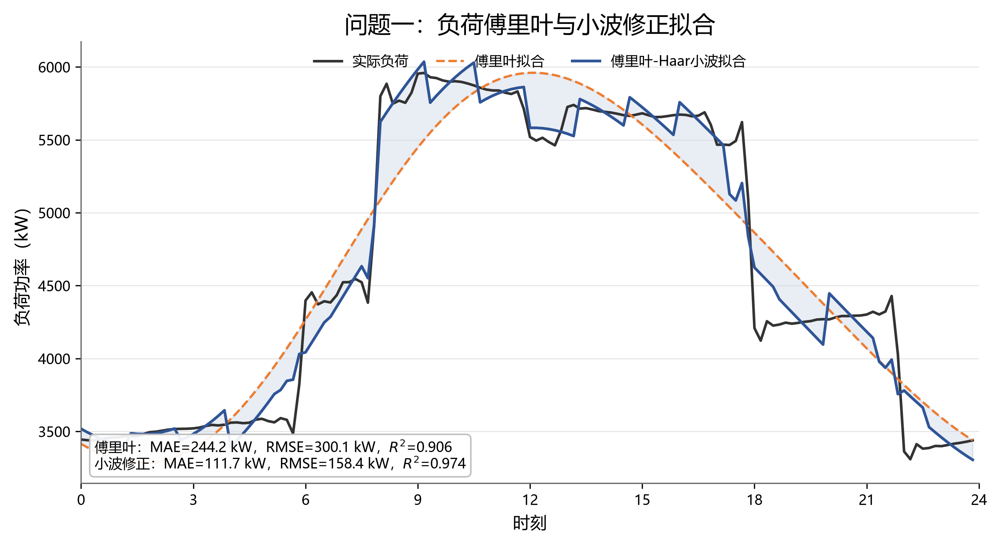 问题一：负荷傅里叶与小波修正拟合
实际负荷 傅里叶拟合 傅里叶-Haar小波拟合
负荷功率（kW）
6000
5500
5000
4500
4000
3500
傅里叶：MAE=244.2 kW，RMSE=300.1 kW，R²=0.906
小波修正：MAE=111.7 kW，RMSE=158.4 kW，R²=0.974
0 3 6 9 12 15 18 21 24
时刻